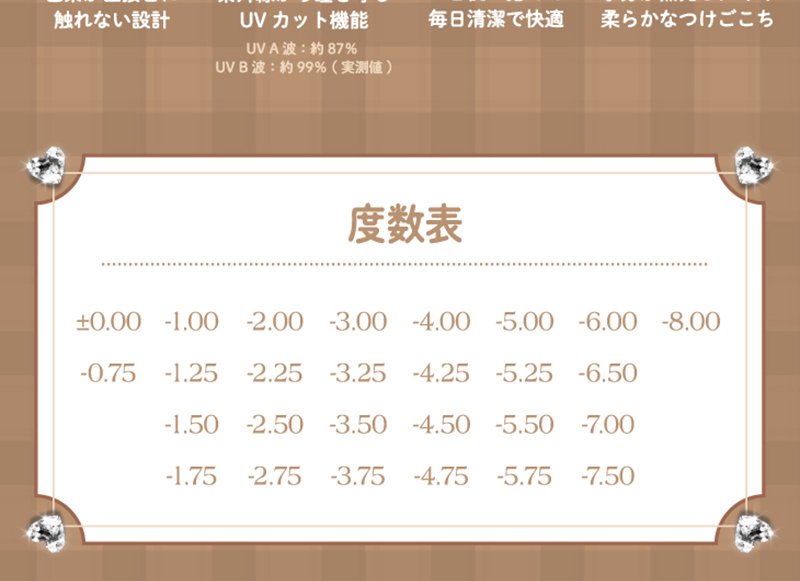 触れない設計
UVカット機能
毎日清潔で快適
柔らかなつけごこち
UV A 波：約 87%
UV B 波：約 99% ( 実測値 )
度数表
±0.00 -1.00 -2.00 -3.00 -4.00 -5.00 -6.00 -8.00
-0.75 -1.25 -2.25 -3.25 -4.25 -5.25 -6.50
-1.50 -2.50 -3.50 -4.50 -5.50 -7.00
-1.75 -2.75 -3.75 -4.75 -5.75 -7.50